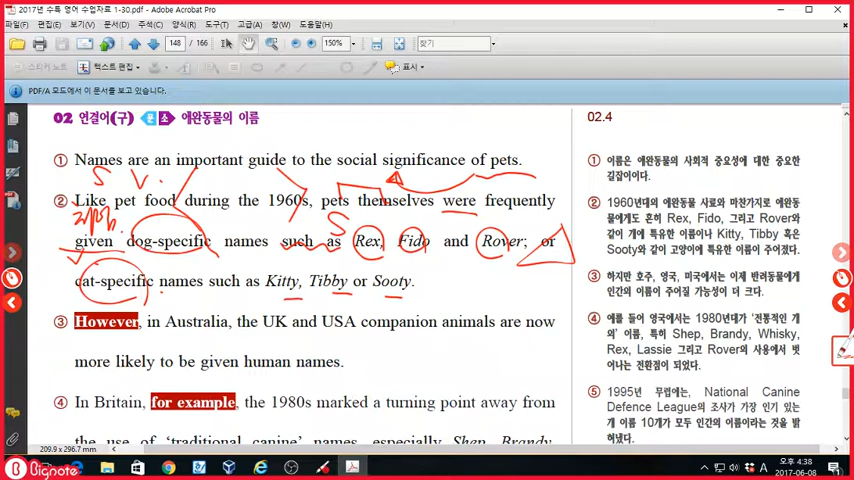 2017년 수특 영어 수업자료 1-30.pdf - Adobe Acrobat Pro
파일(F) 편집(E) 보기(V) 문서(D) 주석(C) 양식(R) 도구(T) 고급(A) 창(W) 도움말(H)
148 / 166 150% 찾기
스티커 노트 텍스트 편집 표시
PDF/A 모드에서 이 문서를 보고 있습니다.
02 연결어(구) 문 소 애완동물의 이름
① Names are an important guide to the social significance of pets.
S V
② Like pet food during the 1960s, pets themselves were frequently
S
given dog-specific names such as Rex, Fido and Rover; or
V
cat-specific names such as Kitty, Tibby or Sooty.
③ However, in Australia, the UK and USA companion animals are now
more likely to be given human names.
④ In Britain, for example, the 1980s marked a turning point away from
the use of 'traditional canine' names, especially Shep, Brandy,
02.4
① 이름은 애완동물의 사회적 중요성에 대한 중요한
길잡이이다.
② 1960년대의 애완동물 사료와 마찬가지로 애완동
물에게도 흔히 Rex, Fido, 그리고 Rover와
같이 개에 특유한 이름이나 Kitty, Tibby 혹은
Sooty와 같이 고양이에 특유한 이름이 주어졌다.
③ 하지만 호주, 영국, 미국에서는 이제 반려동물에게
인간의 이름이 주어질 가능성이 더 크다.
④ 예를 들어 영국에서는 1980년대가 '전통적인 개
의' 이름, 특히 Shep, Brandy, Whisky,
Rex, Lassie 그리고 Rover의 사용에서 벗
어나는 전환점이 되었다.
⑤ 1995년 무렵에는, National Canine
Defence League의 조사가 가장 인기 있는
개 이름 10개가 모두 인간의 이름이라는 것을 밝
혀냈다.
209.9 x 296.7 mm
Bignote
A 오후 4:38
2017-06-08